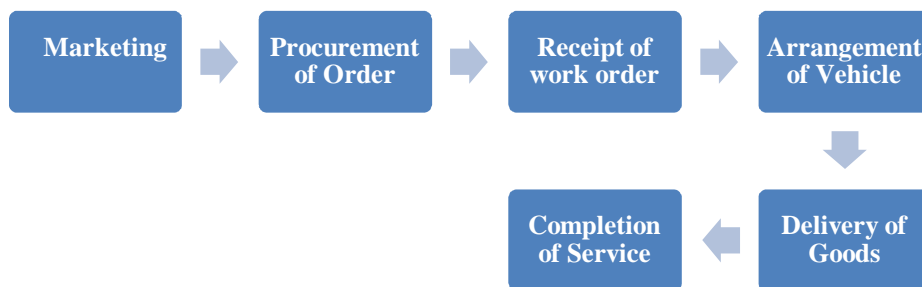 Marketing
Procurement
of Order
Receipt of
work order
Arrangement
of Vehicle
Delivery of
Goods
Completion
of Service